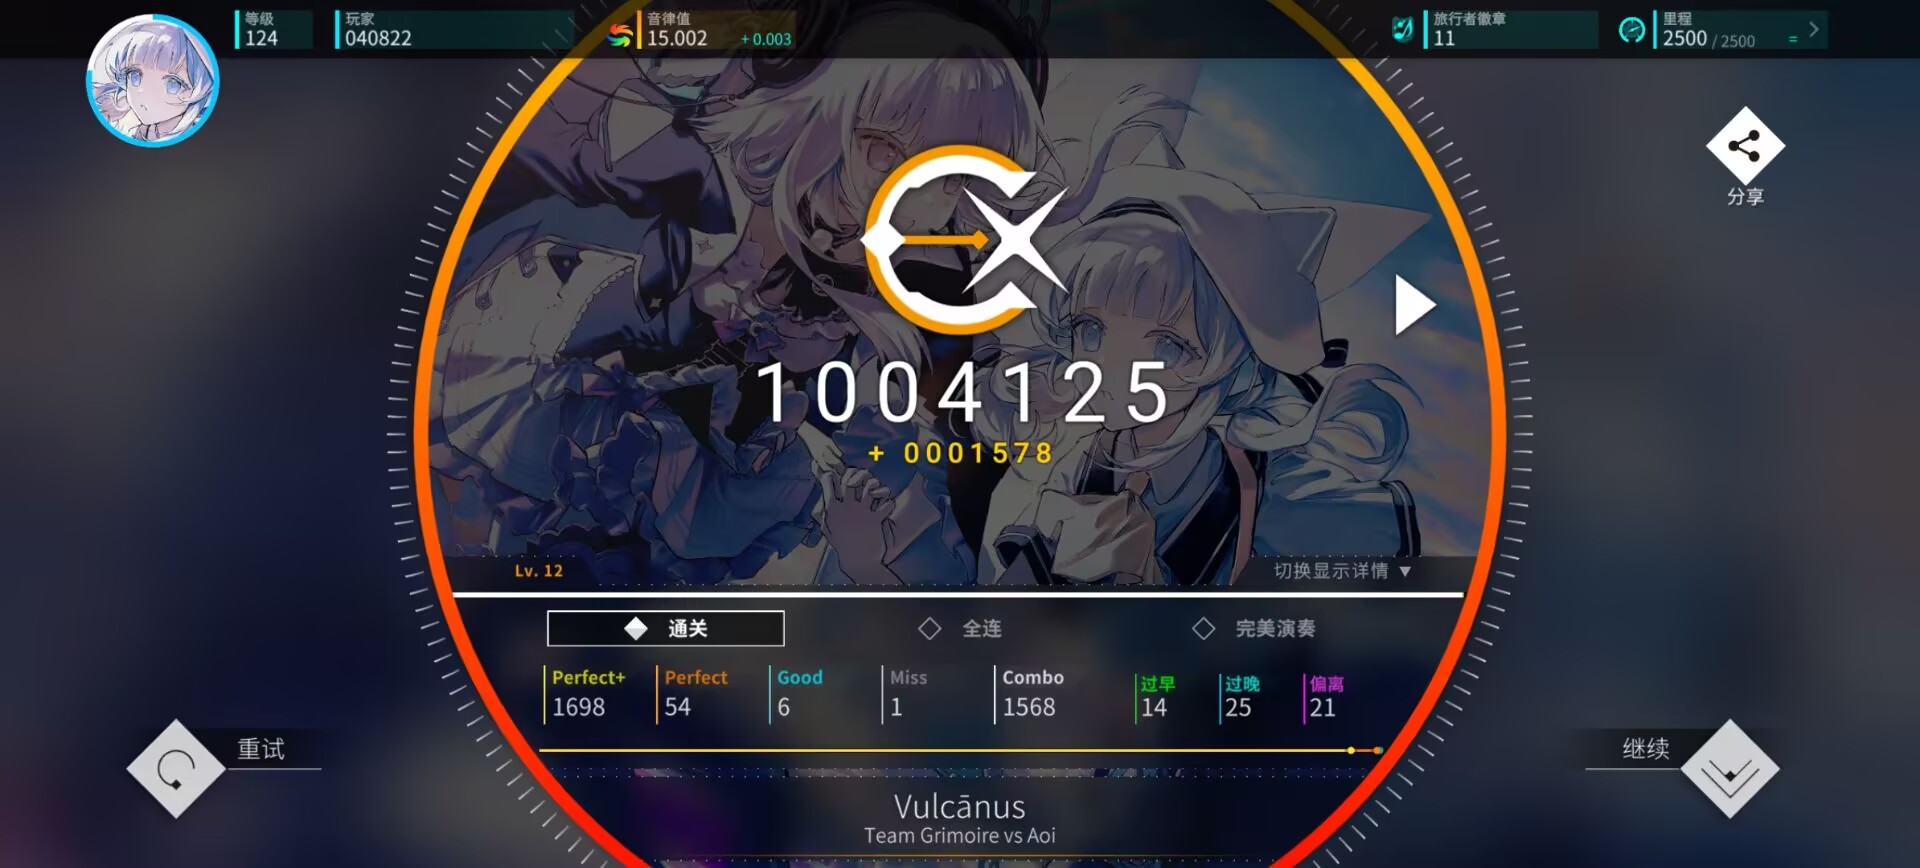 等级
124
玩家
040822
音律值
15.002 +0.003
旅行者徽章
11
里程
2500 / 2500 =
分享
EX
1004125
+ 0001578
Lv. 12
切换显示详情 ▼
通关
全连
完美演奏
Perfect+
1698
Perfect
54
Good
6
Miss
1
Combo
1568
过早
14
过晚
25
偏离
21
重试
继续
Vulcānus
Team Grimoire vs Aoi